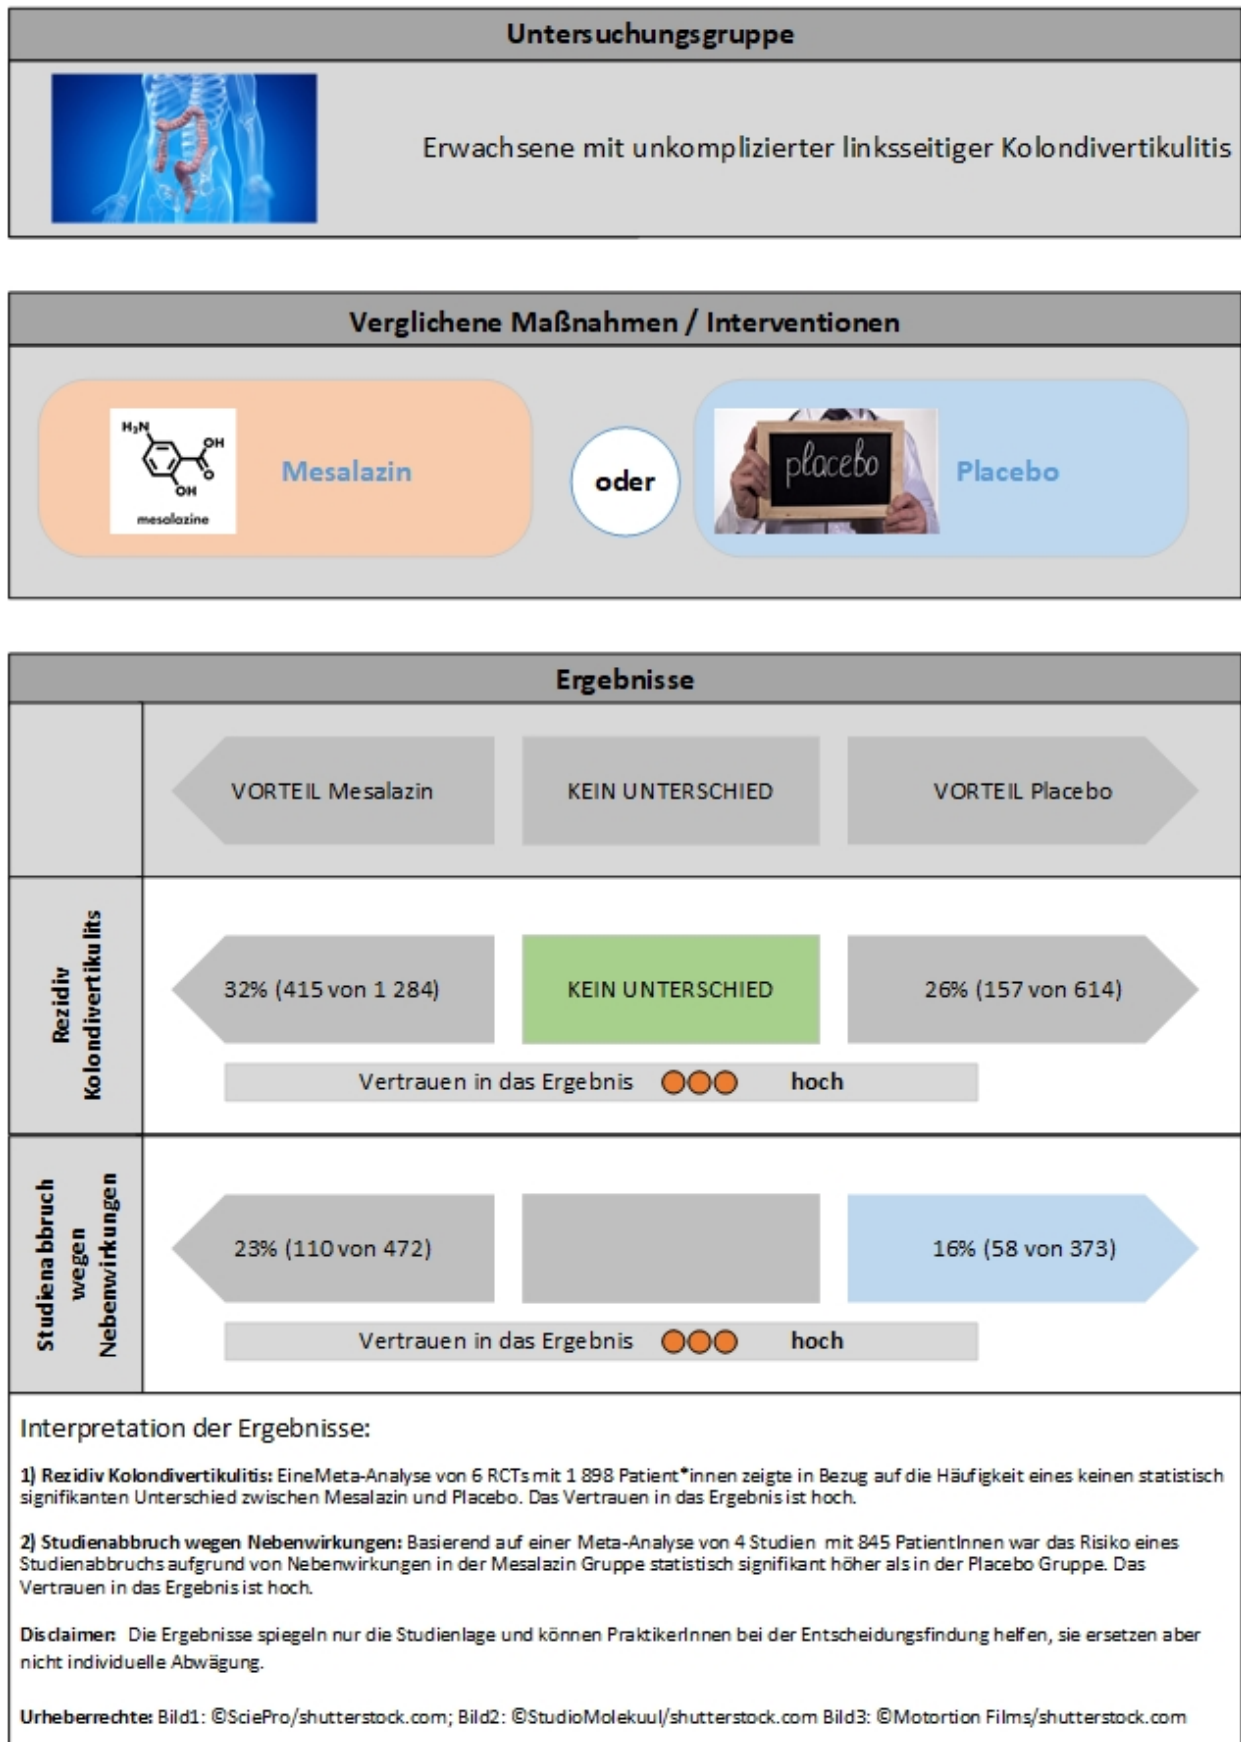 Untersuchungsgruppe
Erwachsene mit unkomplizierter linksseitiger Kolondivertikulitis
Verglichene Maßnahmen / Interventionen
H₂N
OH
O
OH
mesalazine
Mesalazin
oder
placebo
Placebo
Ergebnisse
VORTEIL Mesalazin
KEIN UNTERSCHIED
VORTEIL Placebo
Rezidiv
Kolondivertikulits
32% (415 von 1 284)
KEIN UNTERSCHIED
26% (157 von 614)
Vertrauen in das Ergebnis hoch
Studienabbruch
wegen
Nebenwirkungen
23% (110 von 472)
16% (58 von 373)
Vertrauen in das Ergebnis hoch
Interpretation der Ergebnisse:
1) Rezidiv Kolondivertikulitis: EineMeta-Analyse von 6 RCTs mit 1 898 Patient*innen zeigte in Bezug auf die Häufigkeit eines keinen statistisch
signifikanten Unterschied zwischen Mesalazin und Placebo. Das Vertrauen in das Ergebnis ist hoch.
2) Studienabbruch wegen Nebenwirkungen: Basierend auf einer Meta-Analyse von 4 Studien mit 845 PatientInnen war das Risiko eines
Studienabbruchs aufgrund von Nebenwirkungen in der Mesalazin Gruppe statistisch signifikant höher als in der Placebo Gruppe. Das
Vertrauen in das Ergebnis ist hoch.
Disclaimer: Die Ergebnisse spiegeln nur die Studienlage und können PraktikerInnen bei der Entscheidungsfindung helfen, sie ersetzen aber
nicht individuelle Abwägung.
Urheberrechte: Bild1: ©SciePro/shutterstock.com; Bild2: ©StudioMolekuul/shutterstock.com Bild3: ©Motortion Films/shutterstock.com